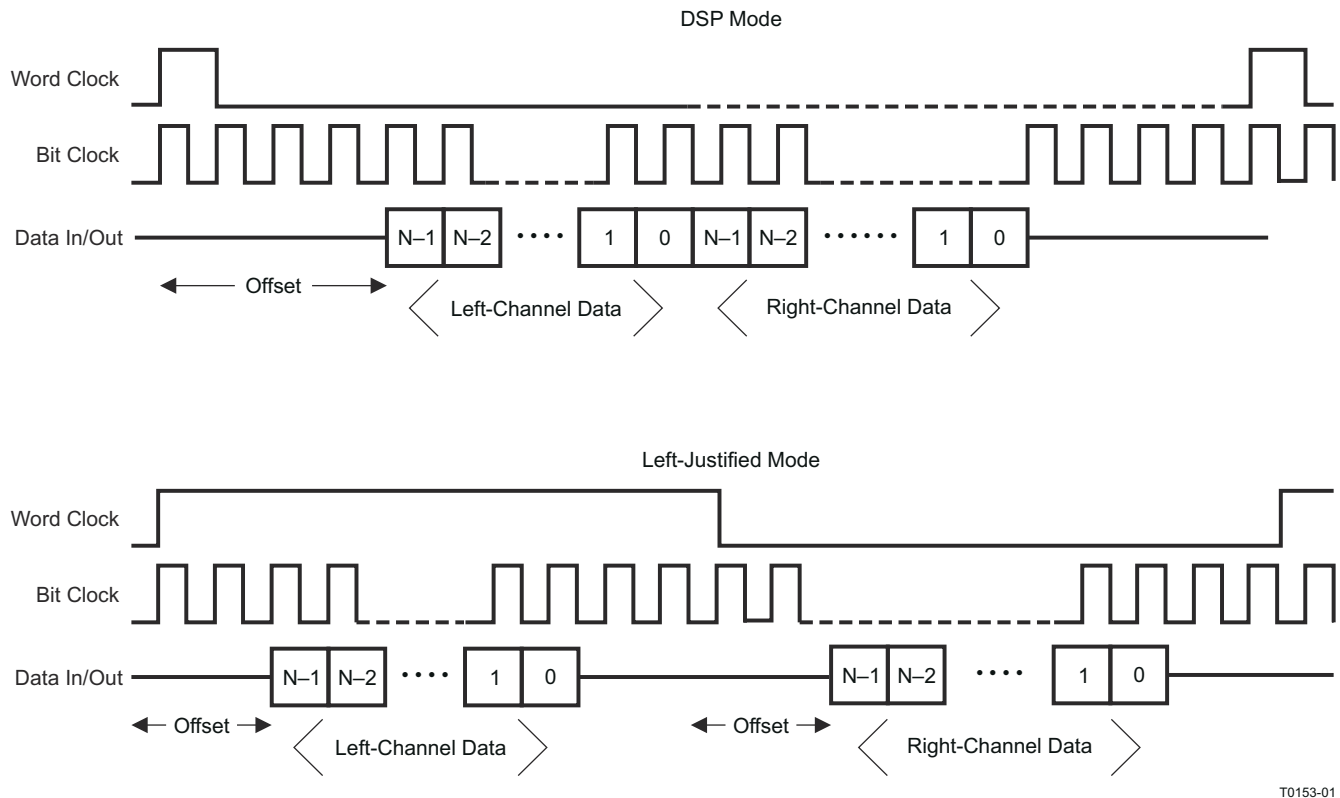 DSP Mode
Word Clock
Bit Clock
Data In/Out N–1 N–2 •••• 1 0 N–1 N–2 •••••• 1 0
Offset
Left-Channel Data Right-Channel Data
Left-Justified Mode
Word Clock
Bit Clock
Data In/Out N–1 N–2 •••• 1 0 N–1 N–2 •••• 1 0
Offset Offset
Left-Channel Data Right-Channel Data
T0153-01